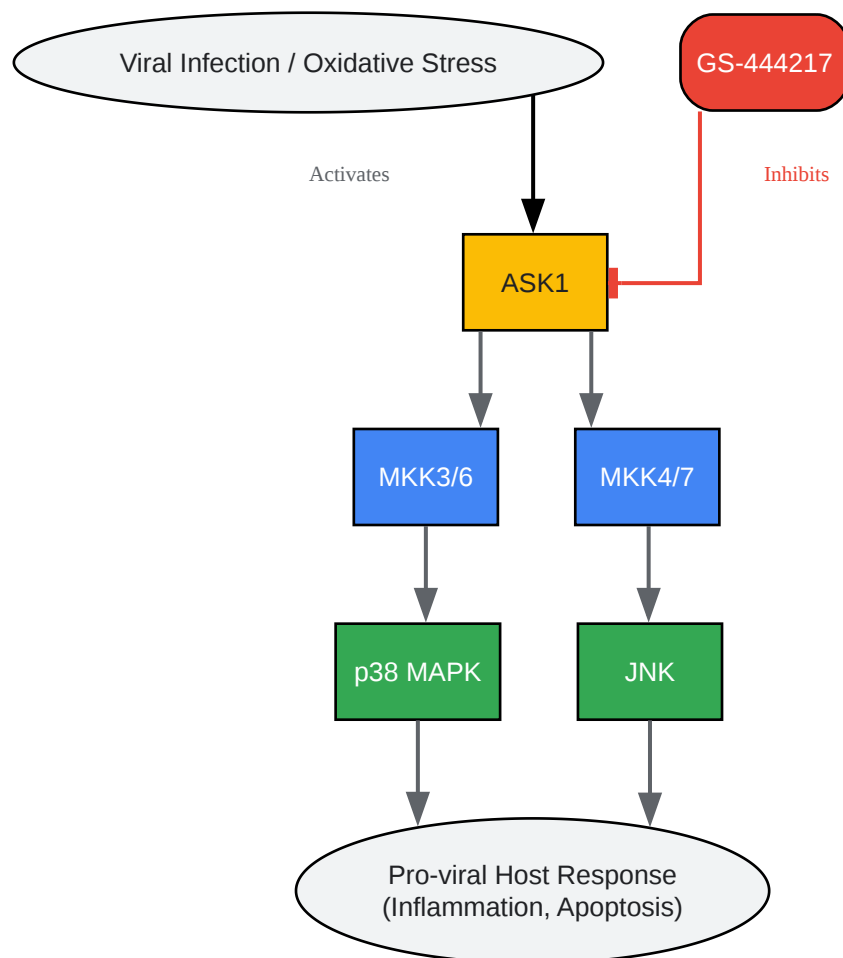 Viral Infection / Oxidative Stress
GS-444217
Activates
Inhibits
ASK1
MKK3/6
MKK4/7
p38 MAPK
JNK
Pro-viral Host Response
(Inflammation, Apoptosis)